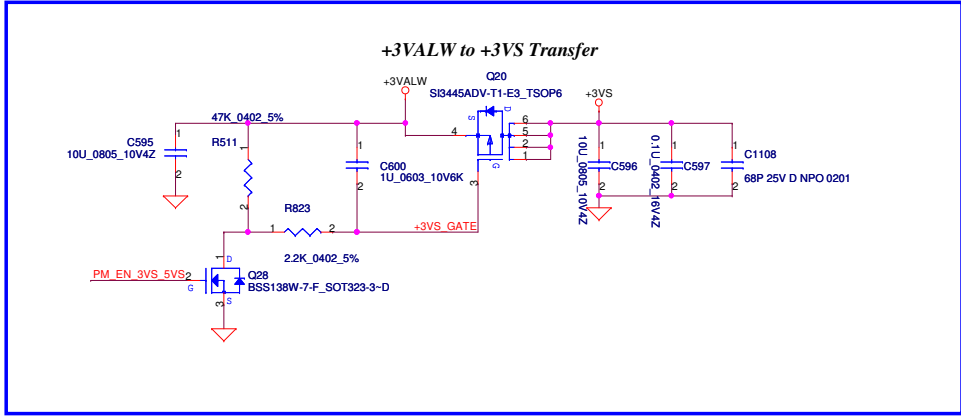 +3VALW to +3VS Transfer
+3VALW
Q20
SI3445ADV-T1-E3_TSOP6
+3VS
47K_0402_5%
R511
C595
10U_0805_10V4Z
1
2
1
2
C600
1U_0603_10V6K
1
2
4
S
D
G
3
6
5
2
1
10U_0805_10V4Z
C596
1
2
0.1U_0402_16V4Z
C597
1
2
C1108
68P 25V D NPO 0201
1
2
R823
1
2
2.2K_0402_5%
+3VS_GATE
PM_EN_3VS_5VS
2
G
1
D
3
S
Q28
BSS138W-7-F_SOT323-3~D